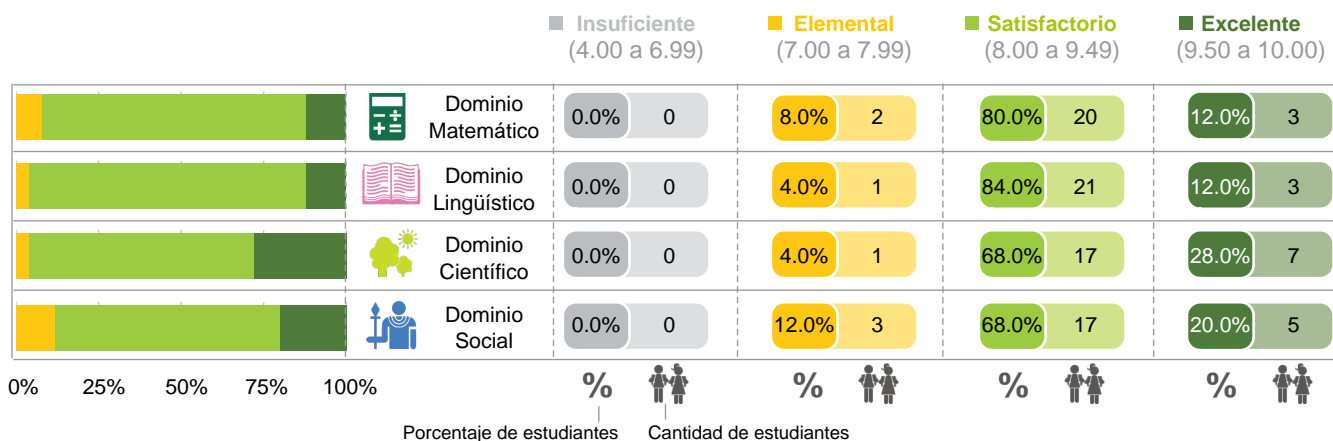 Insuficiente Elemental Satisfactorio Excelente
(4.00 a 6.99) (7.00 a 7.99) (8.00 a 9.49) (9.50 a 10.00)
Dominio
Matemático
0.0% 0 8.0% 2 80.0% 20 12.0% 3
Dominio
Lingüístico
0.0% 0 4.0% 1 84.0% 21 12.0% 3
Dominio
Científico
0.0% 0 4.0% 1 68.0% 17 28.0% 7
Dominio
Social
0.0% 0 12.0% 3 68.0% 17 20.0% 5
0% 25% 50% 75% 100% % % % %
Porcentaje de estudiantes Cantidad de estudiantes